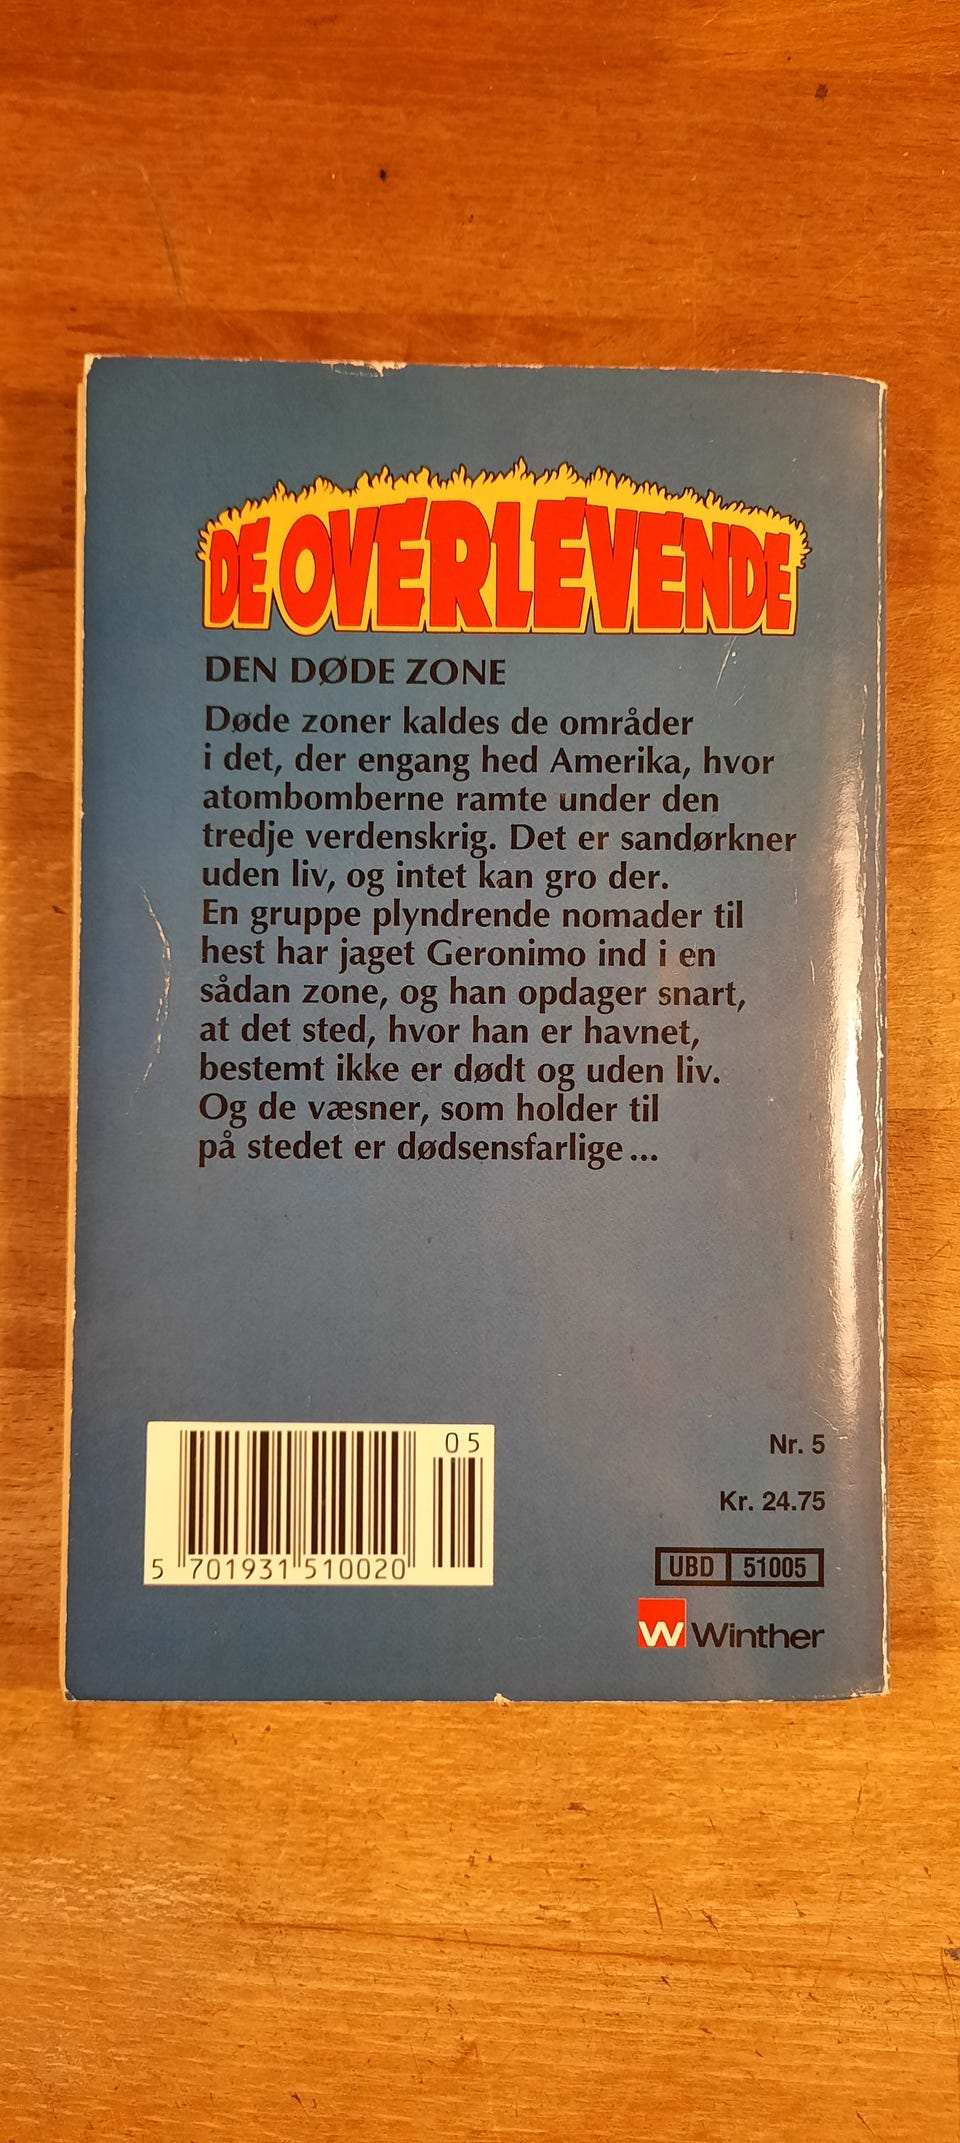 DE OVERLEVENDE
DEN DØDE ZONE
Døde zoner kaldes de områder
i det, der engang hed Amerika, hvor
atombomberne ramte under den
tredje verdenskrig. Det er sandørkner
uden liv, og intet kan gro der.
En gruppe plyndrende nomader til
hest har jaget Geronimo ind i en
sådan zone, og han opdager snart,
at det sted, hvor han er havnet,
bestemt ikke er dødt og uden liv.
Og de væsner, som holder til
på stedet er dødsensfarlige...
05
5 701931 510020
Nr. 5
Kr. 24.75
UBD 51005
W Winther